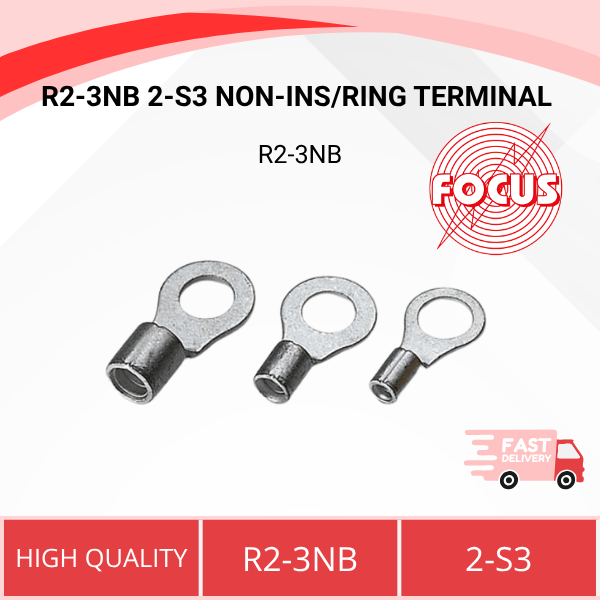 R2-3NB 2-S3 NON-INS/RING TERMINAL
R2-3NB
FOCUS
FAST
DELIVERY
HIGH QUALITY
R2-3NB
2-S3